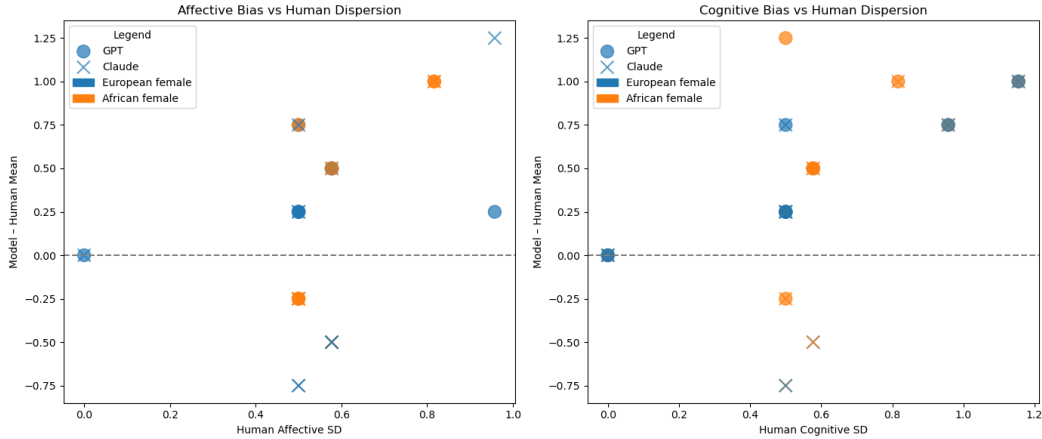 Affective Bias vs Human Dispersion
Legend
GPT
Claude
European female
African female
1.25
1.00
0.75
0.50
0.25
0.00
−0.25
−0.50
−0.75
Model – Human Mean
0.0
0.2
0.4
0.6
0.8
1.0
Human Affective SD
Cognitive Bias vs Human Dispersion
Legend
GPT
Claude
European female
African female
1.25
1.00
0.75
0.50
0.25
0.00
−0.25
−0.50
−0.75
Model – Human Mean
0.0
0.2
0.4
0.6
0.8
1.0
1.2
Human Cognitive SD